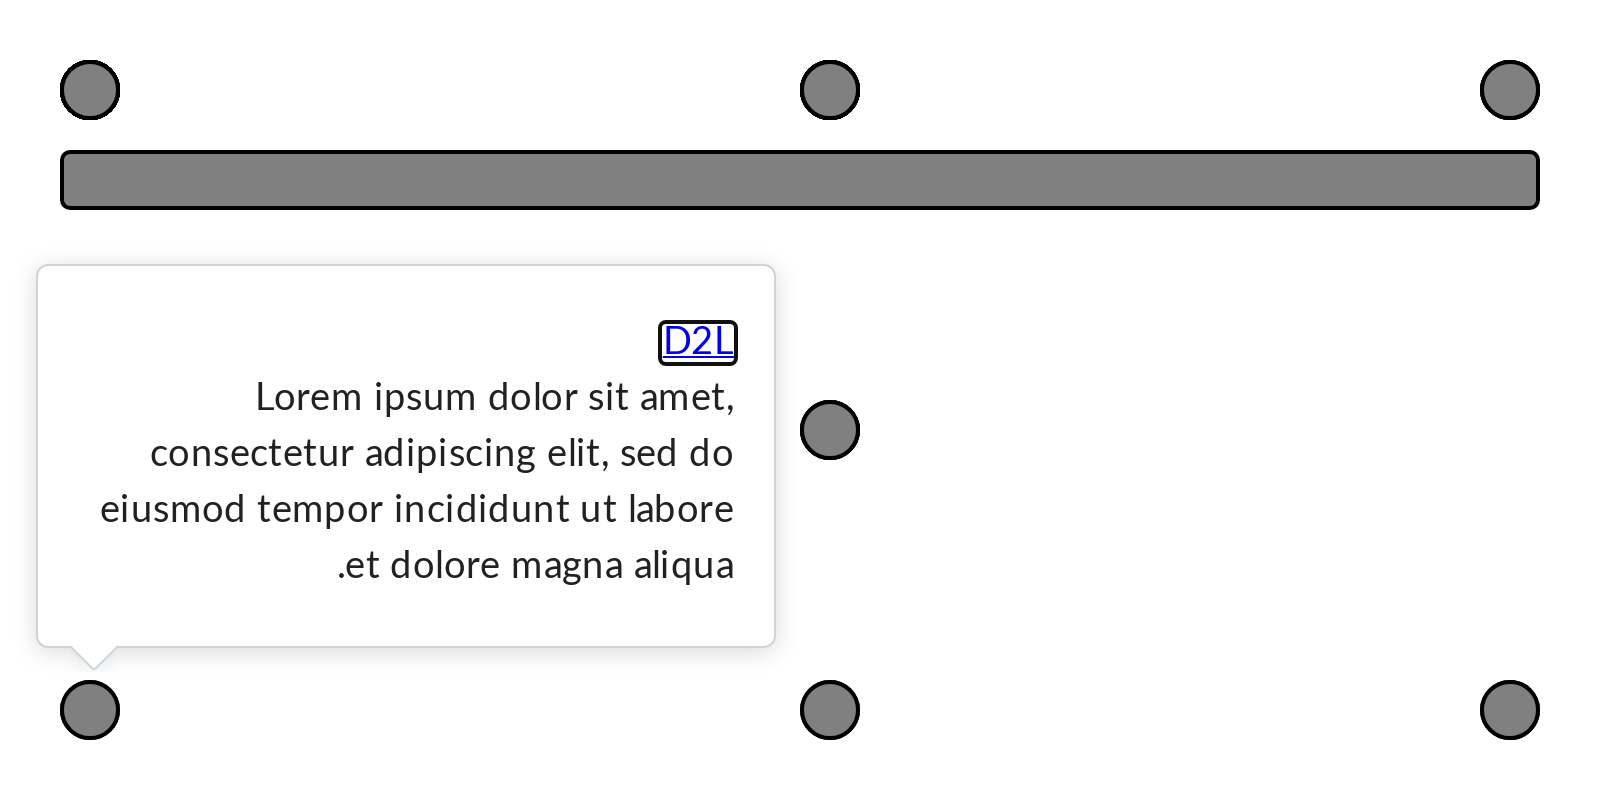 D2L
Lorem ipsum dolor sit amet,
consectetur adipiscing elit, sed do
eiusmod tempor incididunt ut labore
.et dolore magna aliqua